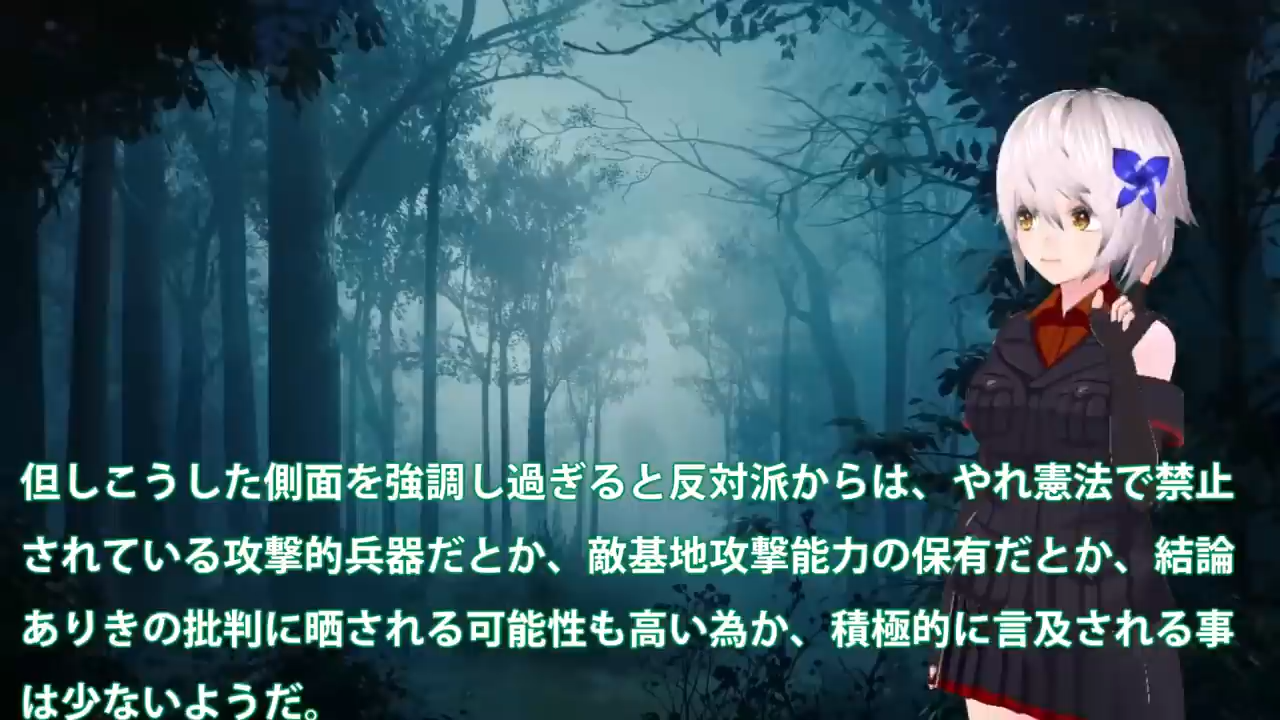 但しこうした側面を強調し過ぎると反対派からは、やれ憲法で禁止
されている攻撃的兵器だとか、敵基地攻撃能力の保有だとか、結論
ありきの批判に晒される可能性も高い為か、積極的に言及される事
は少ないようだ。